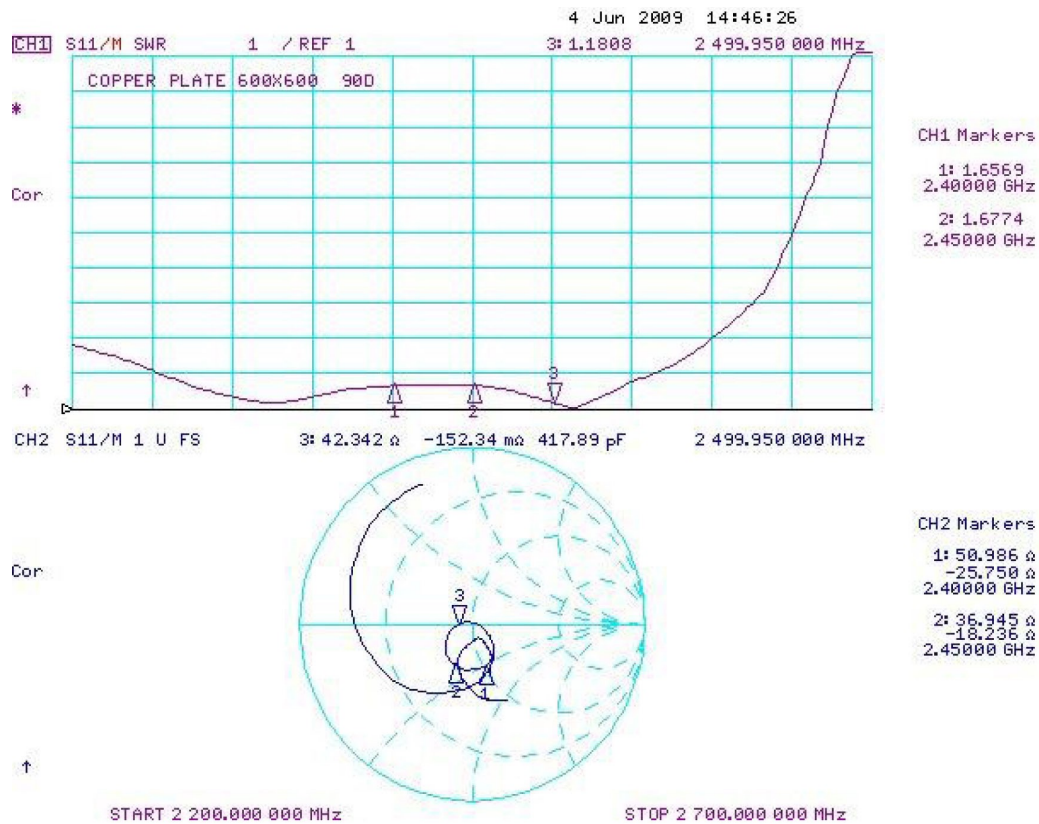 4 Jun 2009 14:46:26
CH1 S11/M SWR 1 / REF 1 3: 1.1808 2 499.950 000 MHz
COPPER PLATE 600X600 90D
*
Cor
CH1 Markers
1: 1.6569
2.40000 GHz
2: 1.6774
2.45000 GHz
↑
3
1 2
CH2 S11/M 1 U FS 3: 42.342 Ω -152.34 mΩ 417.89 pF 2 499.950 000 MHz
Cor
CH2 Markers
1: 50.986 Ω
-25.750 Ω
2.40000 GHz
2: 36.945 Ω
-18.236 Ω
2.45000 GHz
3
2 1
↑
START 2 200.000 000 MHz STOP 2 700.000 000 MHz